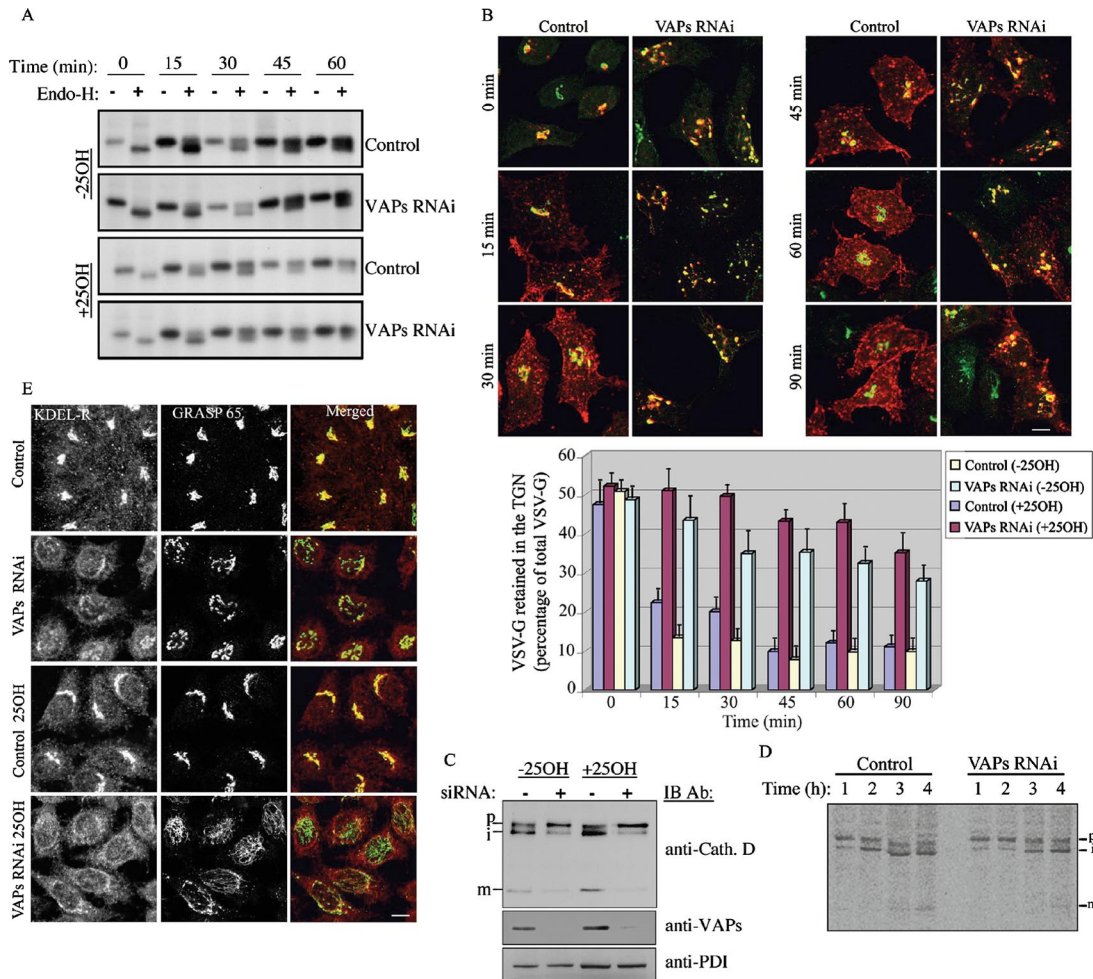 A
Time (min): 0 15 30 45 60
Endo-H: - + - + - + - + - +
-25OH
Control
VAPs RNAi
+25OH
Control
VAPs RNAi
B
Control VAPs RNAi Control VAPs RNAi
0 min
45 min
15 min
60 min
30 min
90 min
VSV-G retained in the TGN
(percentage of total VSV-G)
60
50
40
30
20
10
0
0 15 30 45 60 90
Time (min)
Control (-25OH)
VAPs RNAi (-25OH)
Control (+25OH)
VAPs RNAi (+25OH)
C
-25OH +25OH
siRNA: - + - + IB Ab:
p
i
m
anti-Cath. D
anti-VAPs
anti-PDI
D
Control VAPs RNAi
Time (h): 1 2 3 4 1 2 3 4
E
KDEL-R GRASP 65 Merged
Control
VAPs RNAi
Control 25OH
VAPs RNAi 25OH